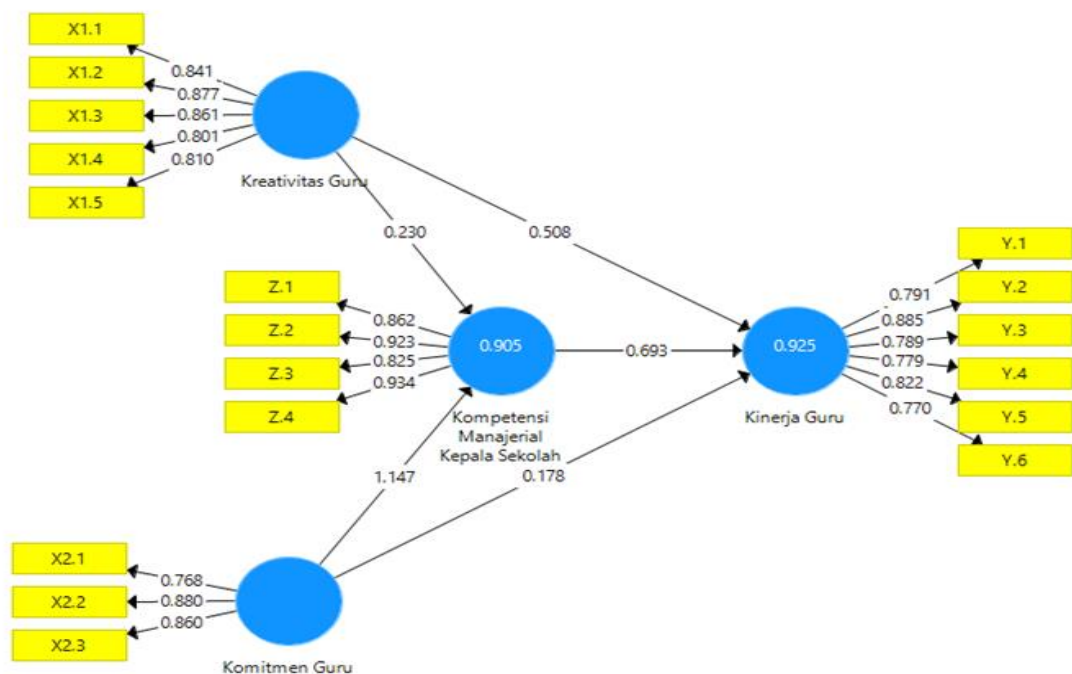 X1.1
X1.2
X1.3
X1.4
X1.5
0.841
0.877
0.861
0.801
0.810
Kreativitas Guru
0.230
0.508
Z.1
Z.2
Z.3
Z.4
0.862
0.923
0.825
0.934
0.905
Kompetensi
Manajerial
Kepala Sekolah
0.693
0.925
Kinerja Guru
0.791
0.885
0.789
0.779
0.822
0.770
Y.1
Y.2
Y.3
Y.4
Y.5
Y.6
1.147
0.178
X2.1
X2.2
X2.3
0.768
0.880
0.860
Komitmen Guru